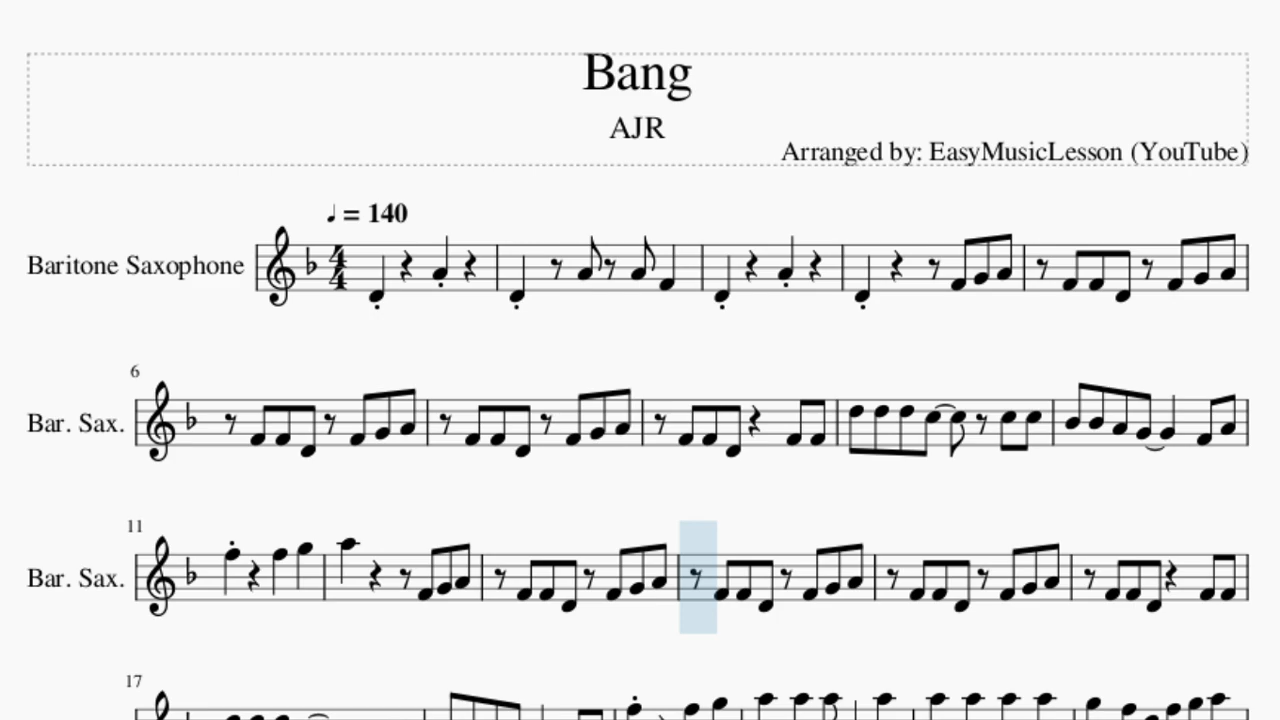 Bang
AJR
Arranged by: EasyMusicLesson (YouTube)
♩ = 140
Baritone Saxophone
4
4
6
Bar. Sax.
11
Bar. Sax.
17